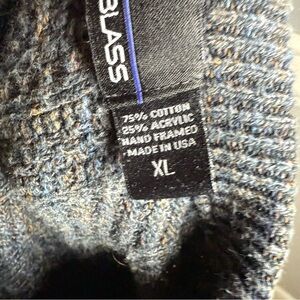 BLASS
75% COTTON
25% ACRYLIC
HAND FRAMED
MADE IN USA
XL